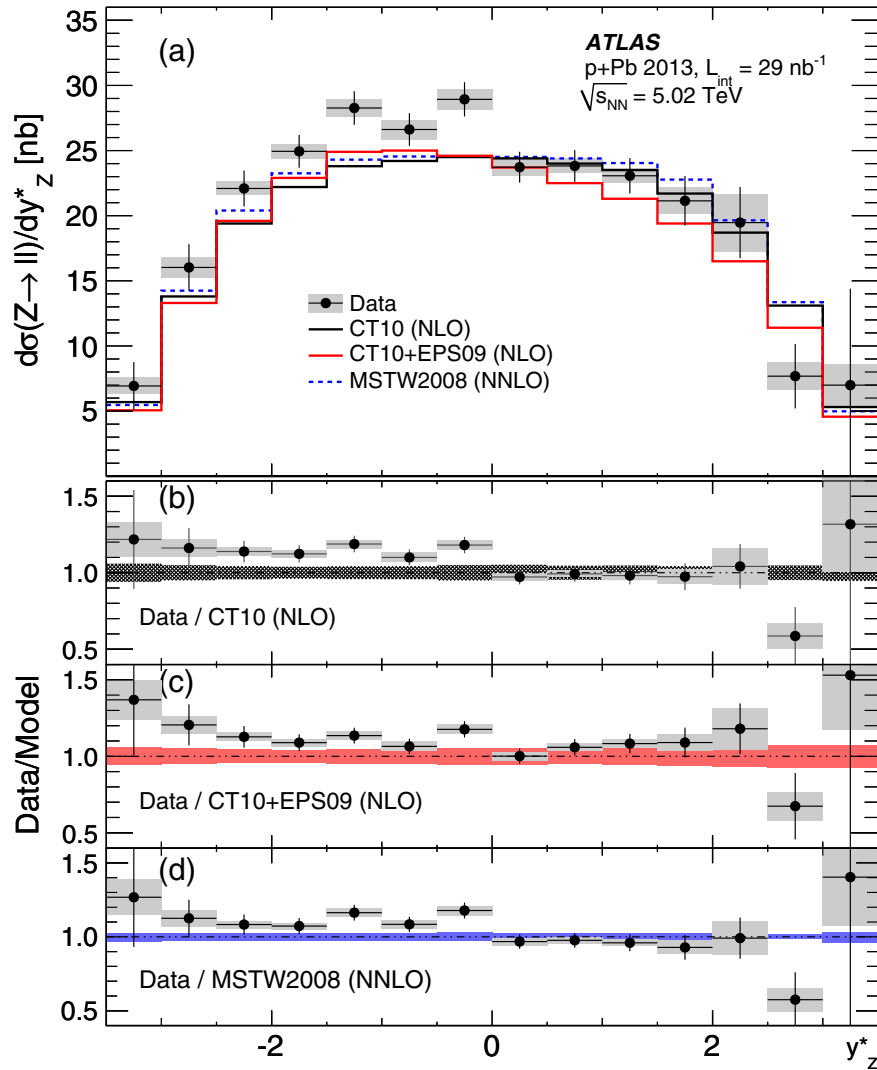 (a)
ATLAS
p+Pb 2013, L_int = 29 nb⁻¹
√s_NN = 5.02 TeV
dσ(Z→ ll)/dy*_Z [nb]
35
30
25
20
15
10
5
Data
CT10 (NLO)
CT10+EPS09 (NLO)
MSTW2008 (NNLO)
Data/Model
(b)
1.5
1.0
0.5
Data / CT10 (NLO)
(c)
1.5
1.0
0.5
Data / CT10+EPS09 (NLO)
(d)
1.5
1.0
0.5
Data / MSTW2008 (NNLO)
-2 0 2 y*_Z